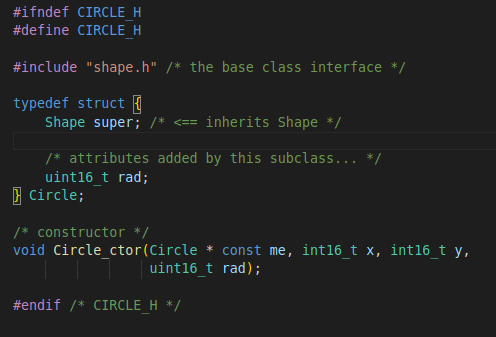 #ifndef CIRCLE_H
#define CIRCLE_H
#include "shape.h" /* the base class interface */
typedef struct {
Shape super; /* <== inherits Shape */
/* attributes added by this subclass... */
uint16_t rad;
} Circle;
/* constructor */
void Circle_ctor(Circle * const me, int16_t x, int16_t y,
uint16_t rad);
#endif /* CIRCLE_H */